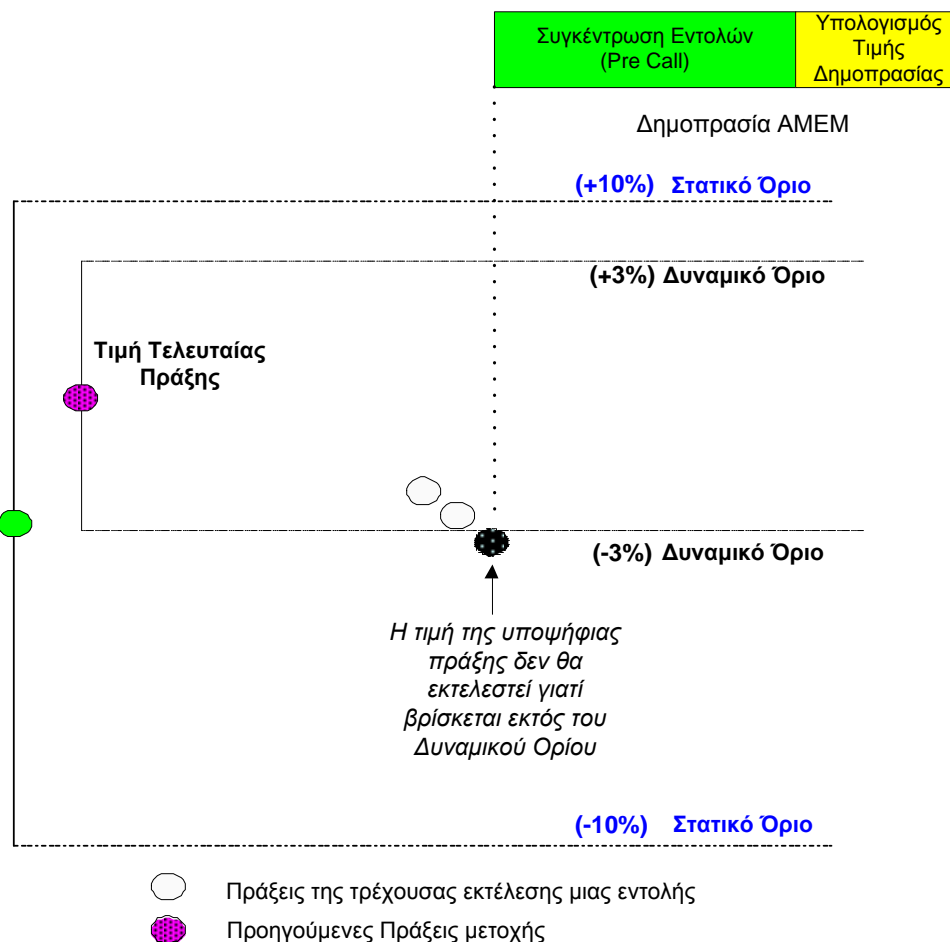 Συγκέντρωση Εντολών
(Pre Call)
Υπολογισμός
Τιμής
Δημοπρασίας
Δημοπρασία ΑΜΕΜ
(+10%) Στατικό Όριο
(+3%) Δυναμικό Όριο
Τιμή Τελευταίας
Πράξης
(-3%) Δυναμικό Όριο
Η τιμή της υποψήφιας
πράξης δεν θα
εκτελεστεί γιατί
βρίσκεται εκτός του
Δυναμικού Ορίου
(-10%) Στατικό Όριο
Πράξεις της τρέχουσας εκτέλεσης μιας εντολής
Προηγούμενες Πράξεις μετοχής